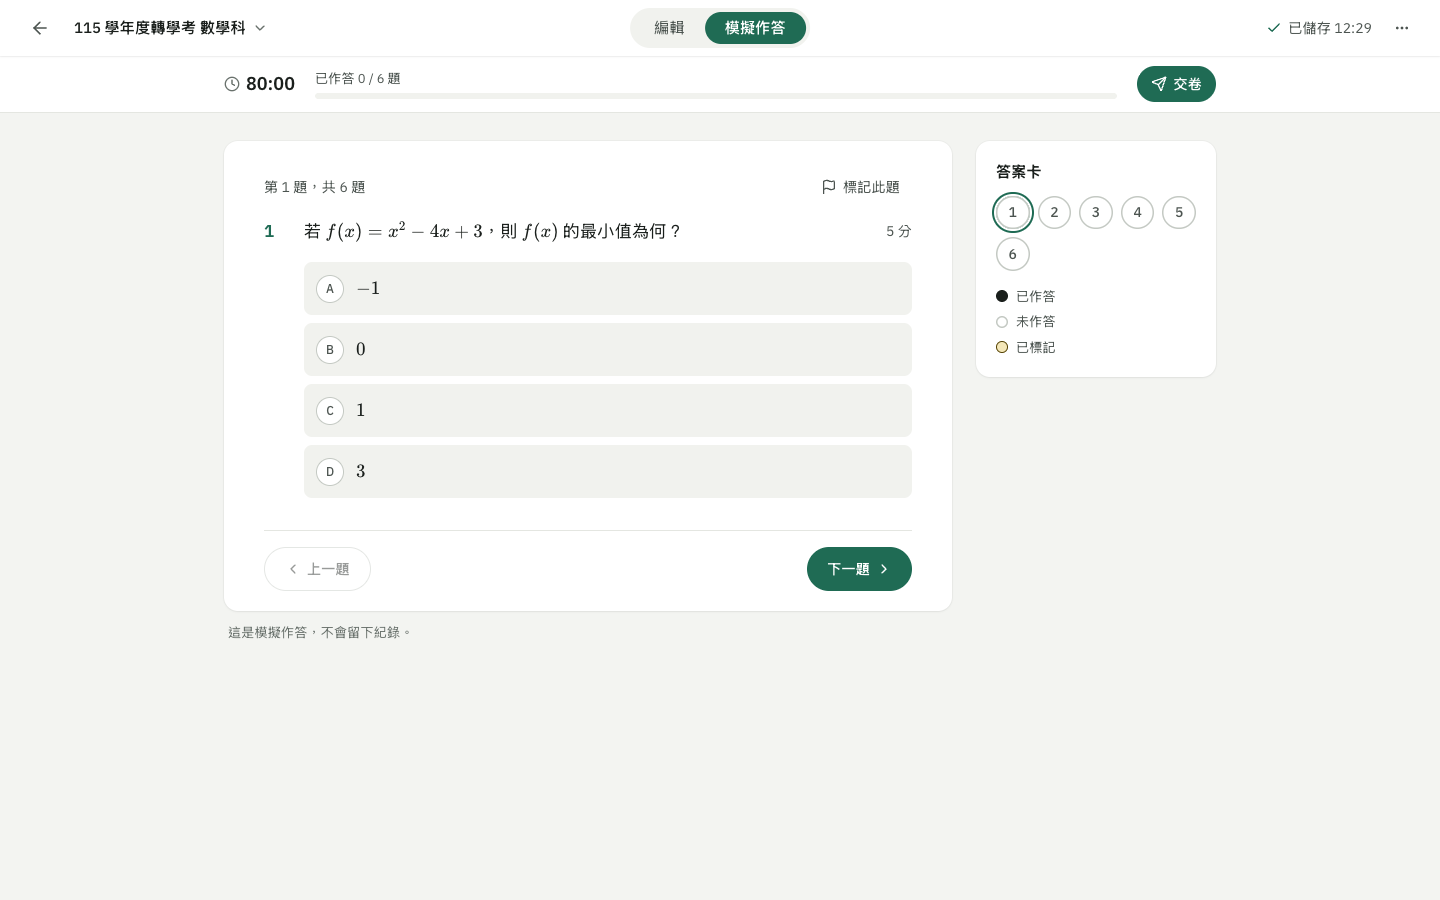 115 學年度轉學考 數學科
編輯
模擬作答
已儲存 12:29
80:00
已作答 0 / 6 題
交卷
第 1 題，共 6 題
標記此題
1 若 f(x) = x² − 4x + 3，則 f(x) 的最小值為何？ 5 分
A −1
B 0
C 1
D 3
上一題
下一題
這是模擬作答，不會留下紀錄。
答案卡
1 2 3 4 5
6
已作答
未作答
已標記